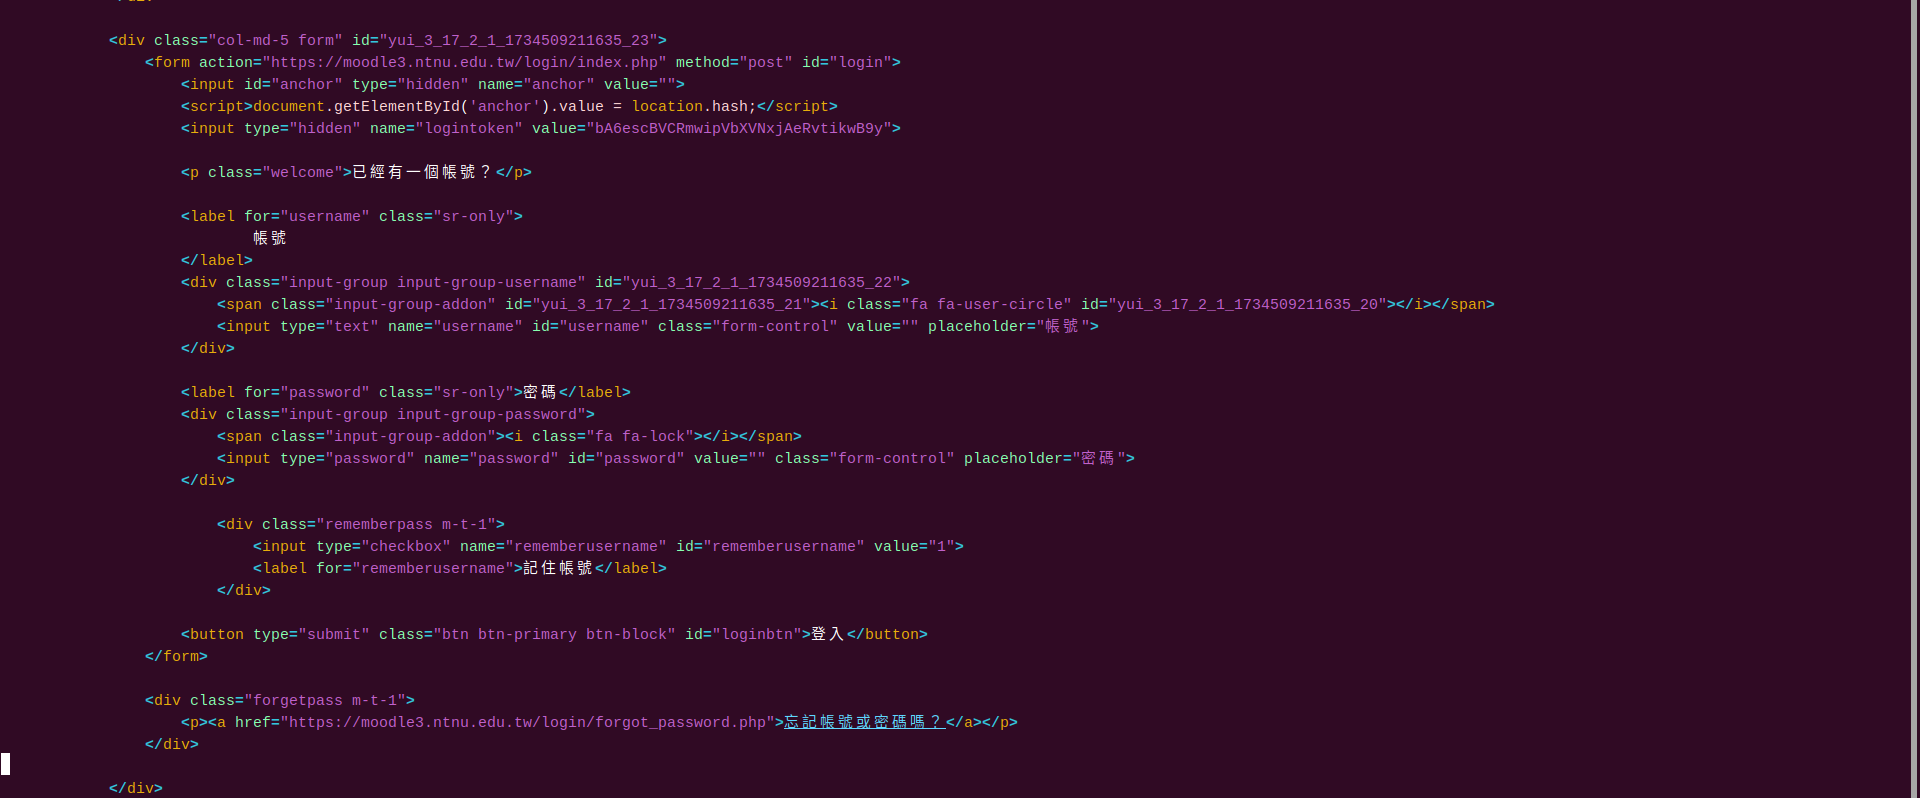 <div class="col-md-5 form" id="yui_3_17_2_1_1734509211635_23">
<form action="https://moodle3.ntnu.edu.tw/login/index.php" method="post" id="login">
<input id="anchor" type="hidden" name="anchor" value="">
<script>document.getElementById('anchor').value = location.hash;</script>
<input type="hidden" name="logintoken" value="bA6escBVCRmwipVbXVNxjAeRvtikwB9y">
<p class="welcome">已經有一個帳號？</p>
<label for="username" class="sr-only">
帳號
</label>
<div class="input-group input-group-username" id="yui_3_17_2_1_1734509211635_22">
<span class="input-group-addon" id="yui_3_17_2_1_1734509211635_21"><i class="fa fa-user-circle" id="yui_3_17_2_1_1734509211635_20"></i></span>
<input type="text" name="username" id="username" class="form-control" value="" placeholder="帳號">
</div>
<label for="password" class="sr-only">密碼</label>
<div class="input-group input-group-password">
<span class="input-group-addon"><i class="fa fa-lock"></i></span>
<input type="password" name="password" id="password" value="" class="form-control" placeholder="密碼">
</div>
<div class="rememberpass m-t-1">
<input type="checkbox" name="rememberusername" id="rememberusername" value="1">
<label for="rememberusername">記住帳號</label>
</div>
<button type="submit" class="btn btn-primary btn-block" id="loginbtn">登入</button>
</form>
<div class="forgetpass m-t-1">
<p><a href="https://moodle3.ntnu.edu.tw/login/forgot_password.php">忘記帳號或密碼嗎？</a></p>
</div>
</div>